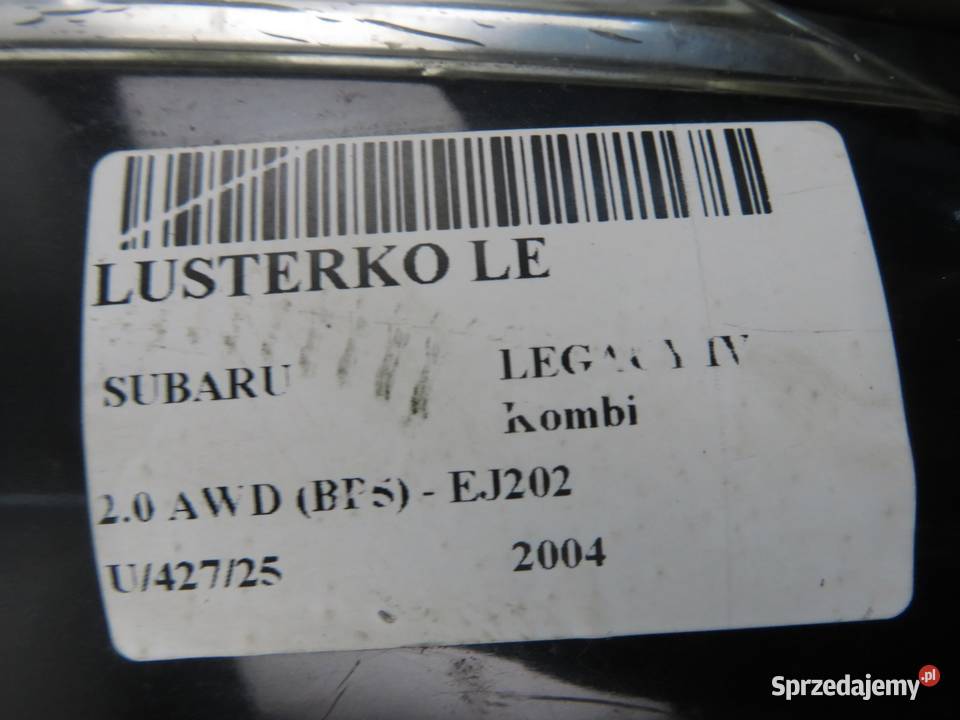 LUSTERKO LE
SUBARU
LEGACY IV
Kombi
2.0 AWD (BP5) - EJ202
U/427/25
2004
Sprzedajemy.pl